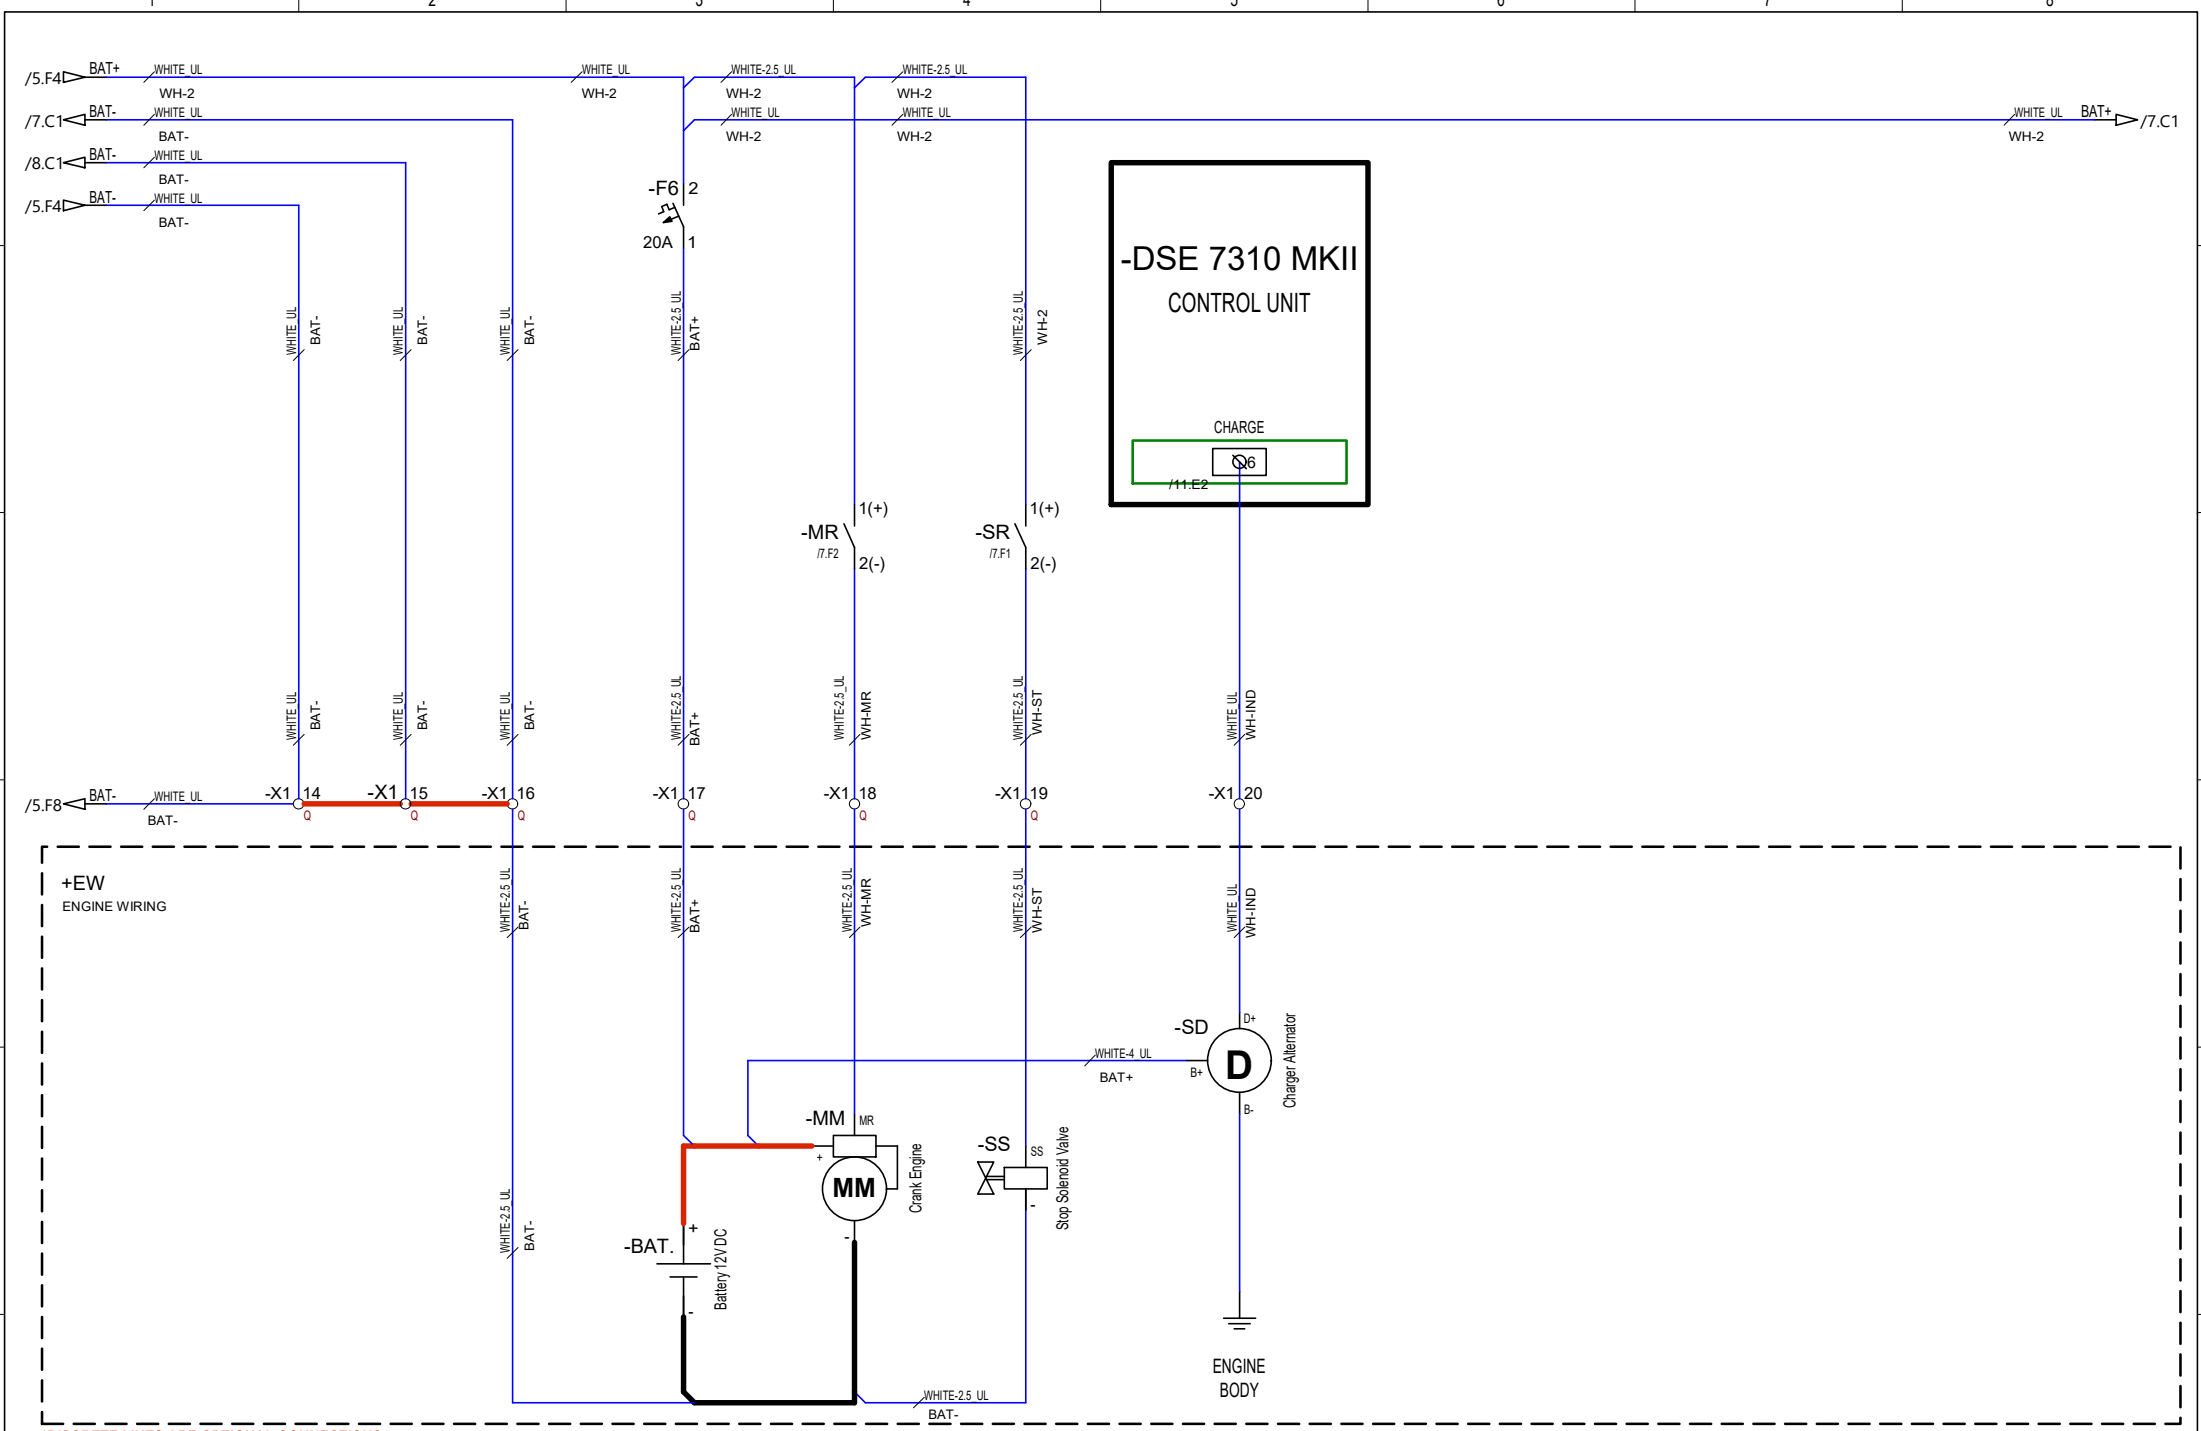 2
3
4
5
6
7
8
/5.F4 BAT+ WHITE_UL WHITE_UL WHITE-2.5_UL WHITE-2.5_UL
WH-2 WH-2 WH-2 WH-2
/7.C1 BAT- WHITE_UL WHITE_UL WHITE_UL WHITE_UL BAT+ /7.C1
BAT- WH-2 WH-2 WH-2
/8.C1 BAT- WHITE_UL
BAT-
/5.F4 BAT- WHITE_UL
BAT-
-F6 2
20A 1
-DSE 7310 MKII
CONTROL UNIT
CHARGE
6
/11.E2
WHITE_UL BAT-
WHITE_UL BAT-
WHITE_UL BAT-
WHITE-2.5_UL BAT+
WHITE-2.5_UL WH-2
-MR 1(+)
/7.F2
2(-)
-SR 1(+)
/7.F1
2(-)
WHITE_UL BAT-
WHITE_UL BAT-
WHITE_UL BAT-
WHITE-2.5_UL BAT+
WHITE-2.5_UL WH-MR
WHITE-2.5_UL WH-ST
WHITE_UL WH-IND
/5.F8 BAT- WHITE_UL
BAT-
-X1 14 -X1 15 -X1 16 -X1 17 -X1 18 -X1 19 -X1 20
Q Q Q Q Q Q
+EW
ENGINE WIRING
WHITE-2.5_UL BAT-
WHITE-2.5_UL BAT+
WHITE-2.5_UL WH-MR
WHITE-2.5_UL WH-ST
WHITE_UL WH-IND
-SD D+
D
B+
B-
Charger Alternator
WHITE-4_UL
BAT+
-MM MR
+
MM
-
Crank Engine
-SS SS
-
Stop Solenoid Valve
WHITE-2.5_UL BAT-
-BAT. +
-
Battery 12V DC
ENGINE
BODY
WHITE-2.5_UL
BAT-